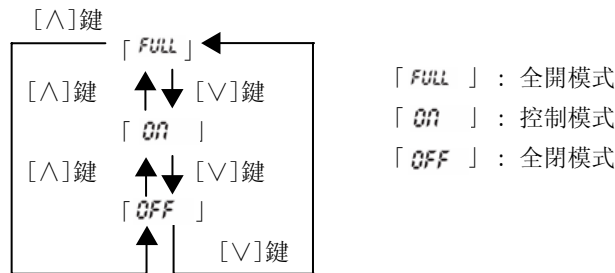 [∧]鍵
「FULL」
[∧]鍵 [∨]鍵
「ON 」
[∧]鍵 [∨]鍵
「OFF 」
[∨]鍵
「FULL 」: 全開模式
「ON 」: 控制模式
「OFF 」: 全閉模式